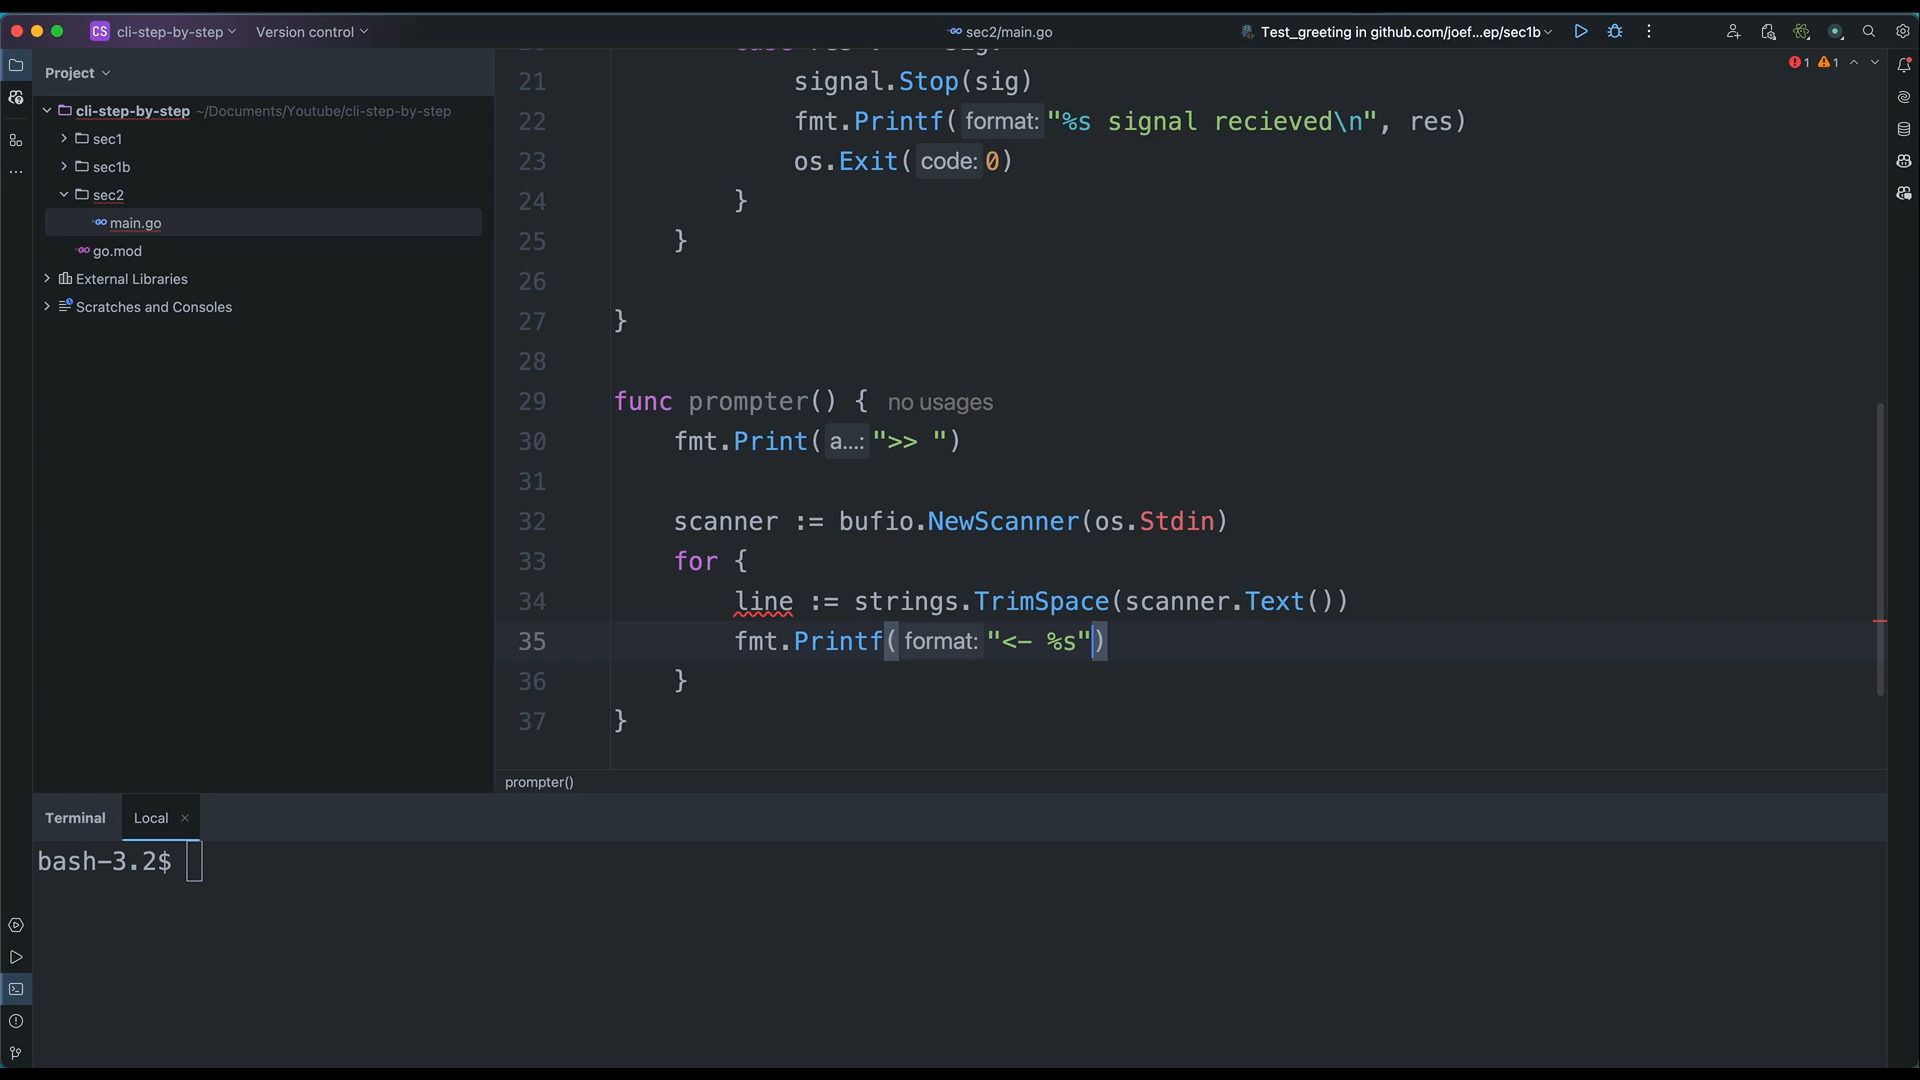 CS cli-step-by-step Version control sec2/main.go Test_greeting in github.com/joef...ep/sec1b
Project
1 1
cli-step-by-step ~/Documents/Youtube/cli-step-by-step
sec1
sec1b
sec2
main.go
go.mod
External Libraries
Scratches and Consoles
21 signal.Stop(sig)
22 fmt.Printf( format: "%s signal recieved\n", res)
23 os.Exit( code: 0)
24 }
25 }
26
27 }
28
29 func prompter() { no usages
30 fmt.Print( a...: ">> ")
31
32 scanner := bufio.NewScanner(os.Stdin)
33 for {
34 line := strings.TrimSpace(scanner.Text())
35 fmt.Printf( format: "<- %s")
36 }
37 }
prompter()
Terminal Local
bash-3.2$